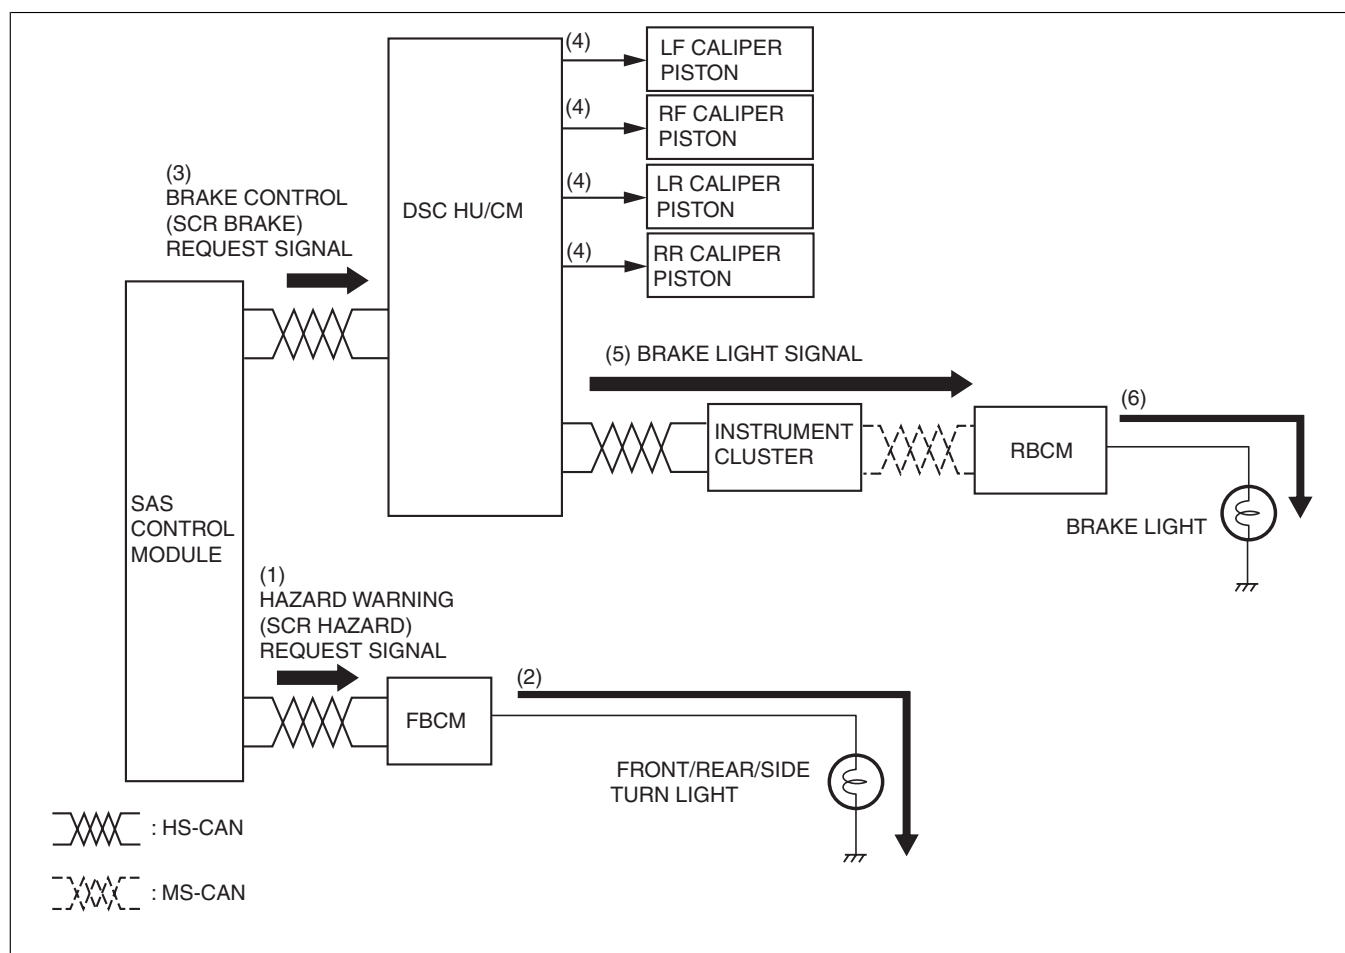 (4)
LF CALIPER
PISTON
(4)
RF CALIPER
PISTON
(3)
BRAKE CONTROL
(SCR BRAKE)
REQUEST SIGNAL
DSC HU/CM
(4)
LR CALIPER
PISTON
(4)
RR CALIPER
PISTON
(5) BRAKE LIGHT SIGNAL
(6)
INSTRUMENT
CLUSTER
RBCM
BRAKE LIGHT
SAS
CONTROL
MODULE
(1)
HAZARD WARNING
(SCR HAZARD)
REQUEST SIGNAL
(2)
FBCM
FRONT/REAR/SIDE
TURN LIGHT
: HS-CAN
: MS-CAN